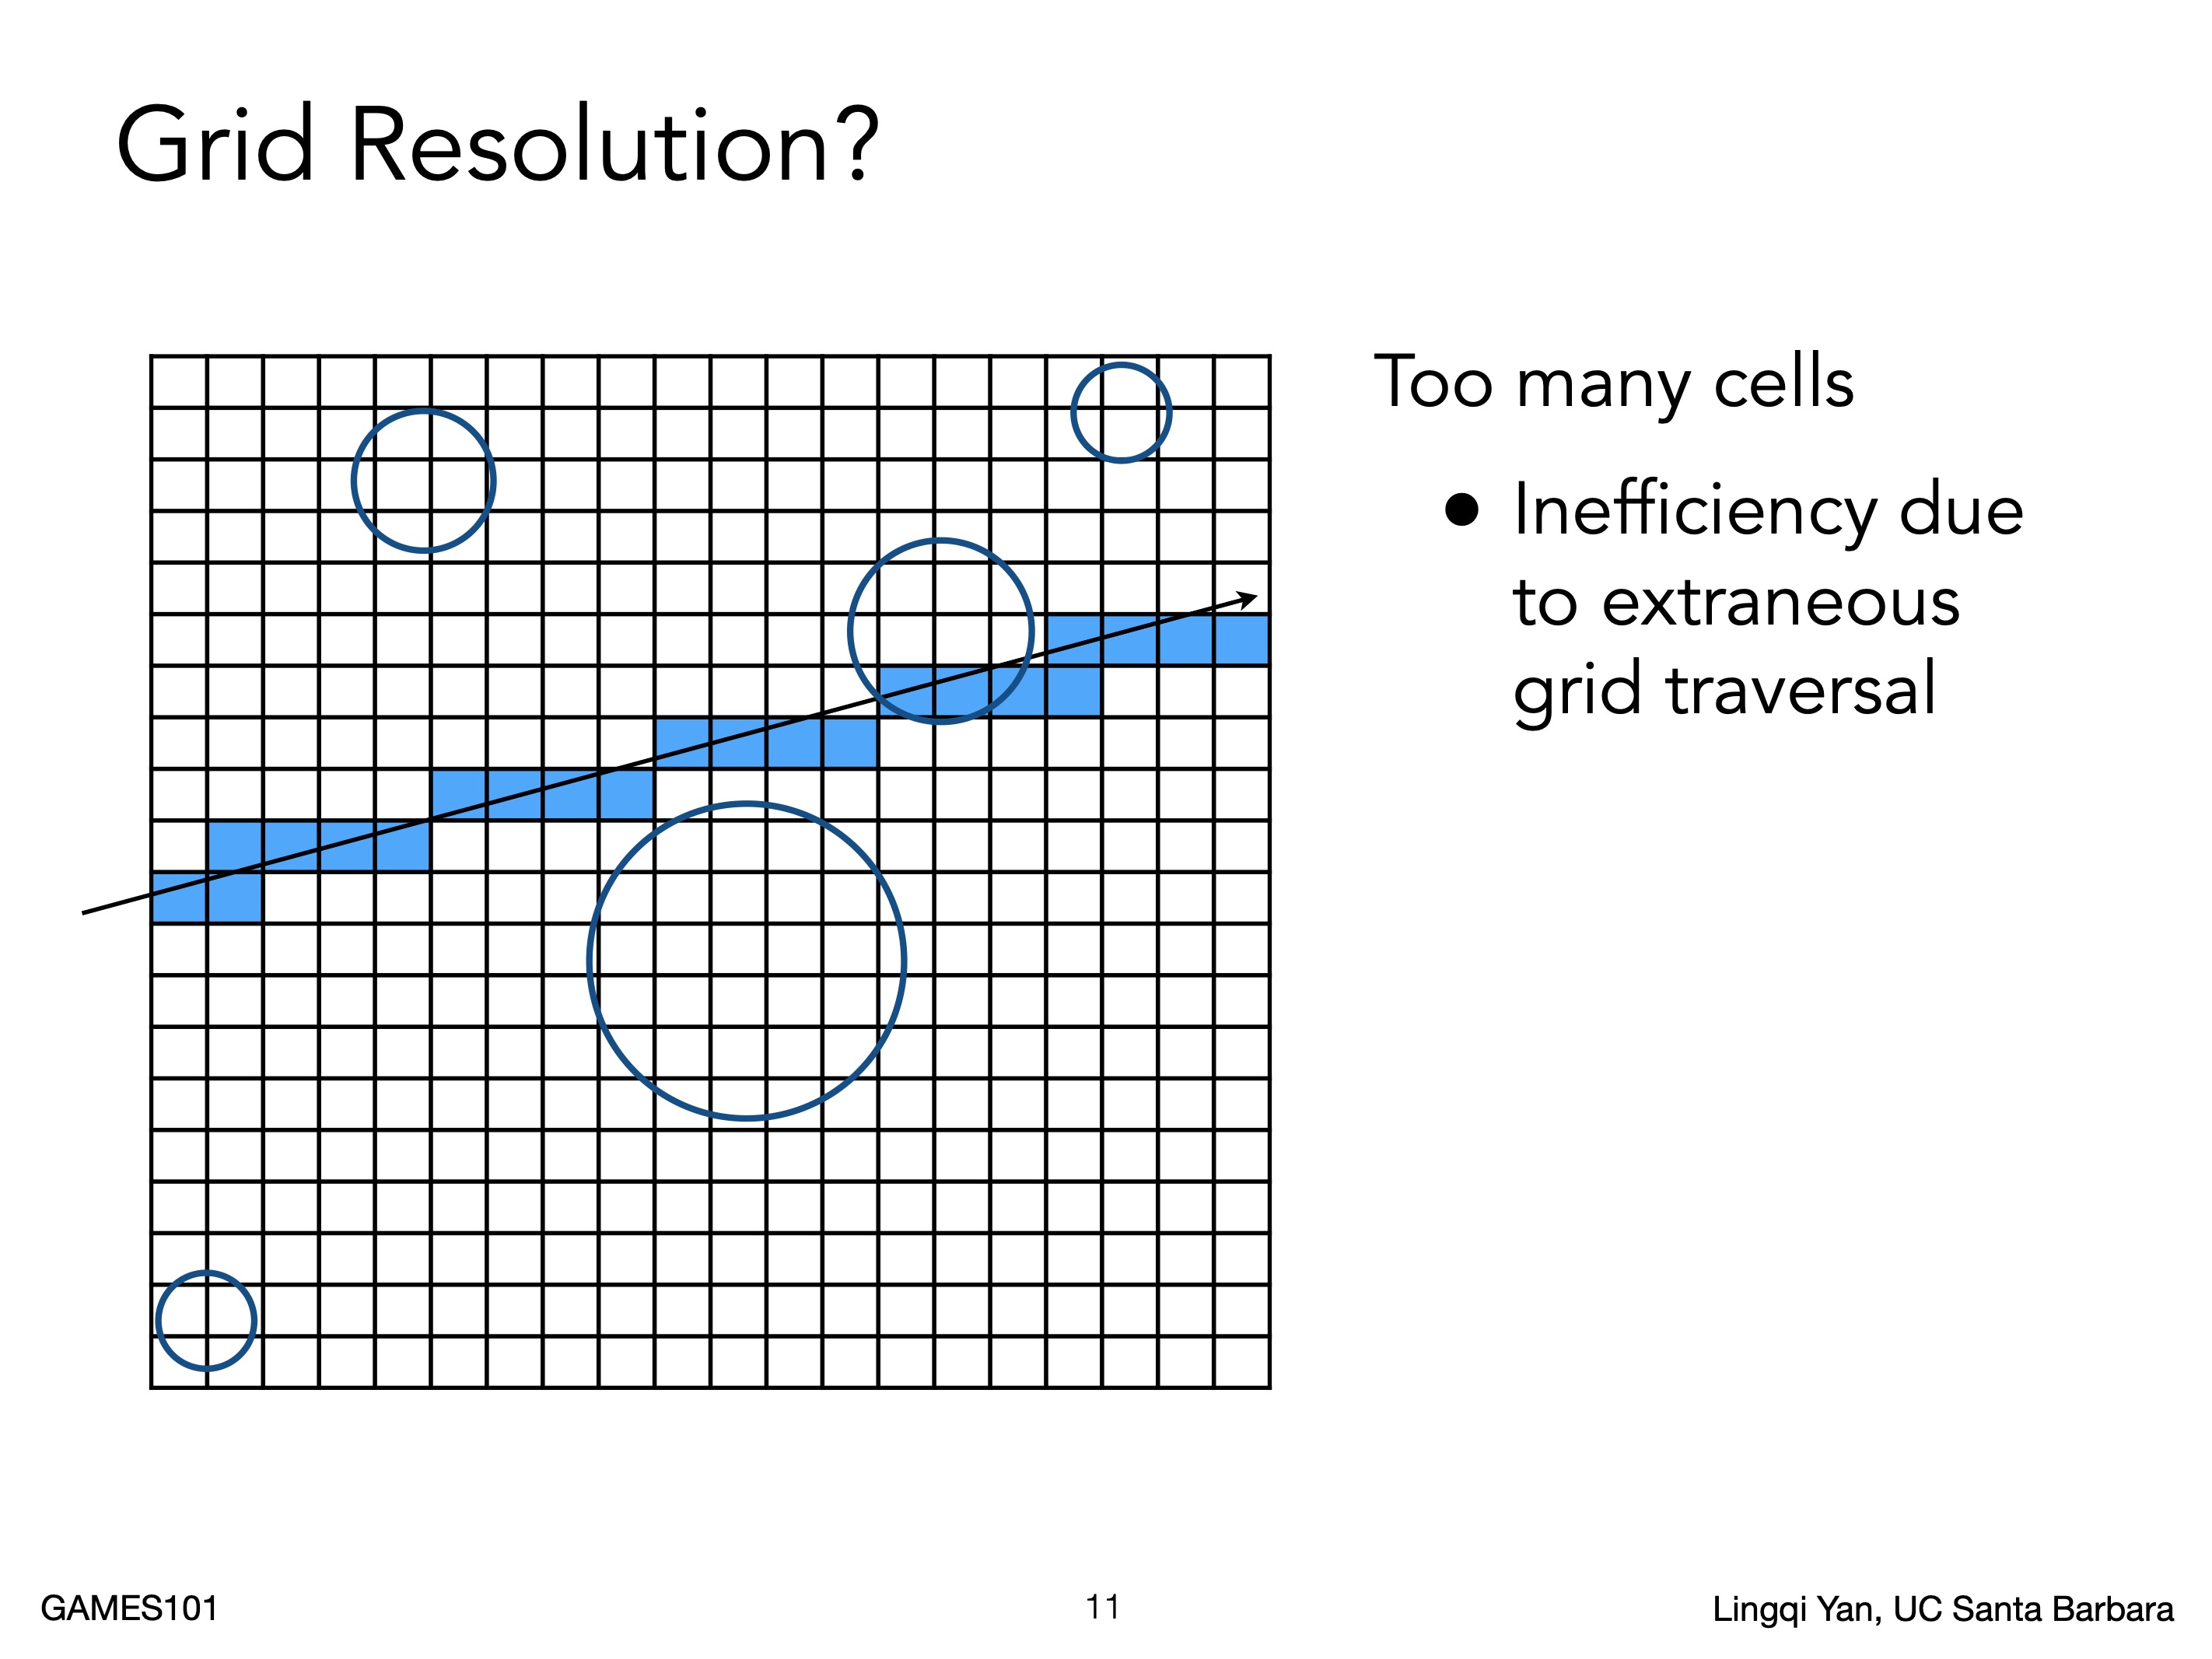 Grid Resolution?
Too many cells
● Inefficiency due
to extraneous
grid traversal
GAMES101
11
Lingqi Yan, UC Santa Barbara